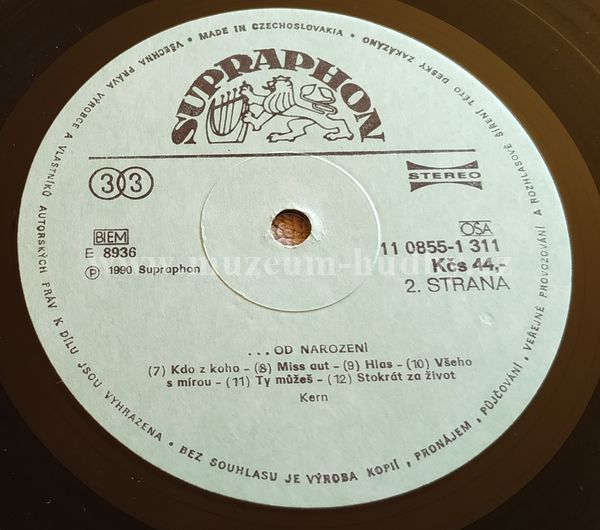 • MADE IN CZECHOSLOVAKIA • ZAKÁZÁNO
VŠECHNA PRÁVA VÝROBCE A VLASTNÍKŮ AUTORSKÝCH PRÁV K DÍLU JSOU VYHRAZENA • BEZ SOUHLASU JE VÝROBA KOPIÍ, PRONÁJEM, PŮJČOVÁNÍ, VEŘEJNÉ PROVOZOVÁNÍ A ROZHLASOVÉ ŠÍŘENÍ TÉTO DESKY
SUPRAPHON
33
STEREO
BIEM
E 8936
Ⓟ 1990 Supraphon
OSA
11 0855-1 311
Kčs 44,-
2. STRANA
www.muzeum-hudby.cz
...OD NAROZENÍ
(7) Kdo z koho - (8) Miss aut - (9) Hlas - (10) Všeho
s mírou - (11) Ty můžeš - (12) Stokrát za život
Kern